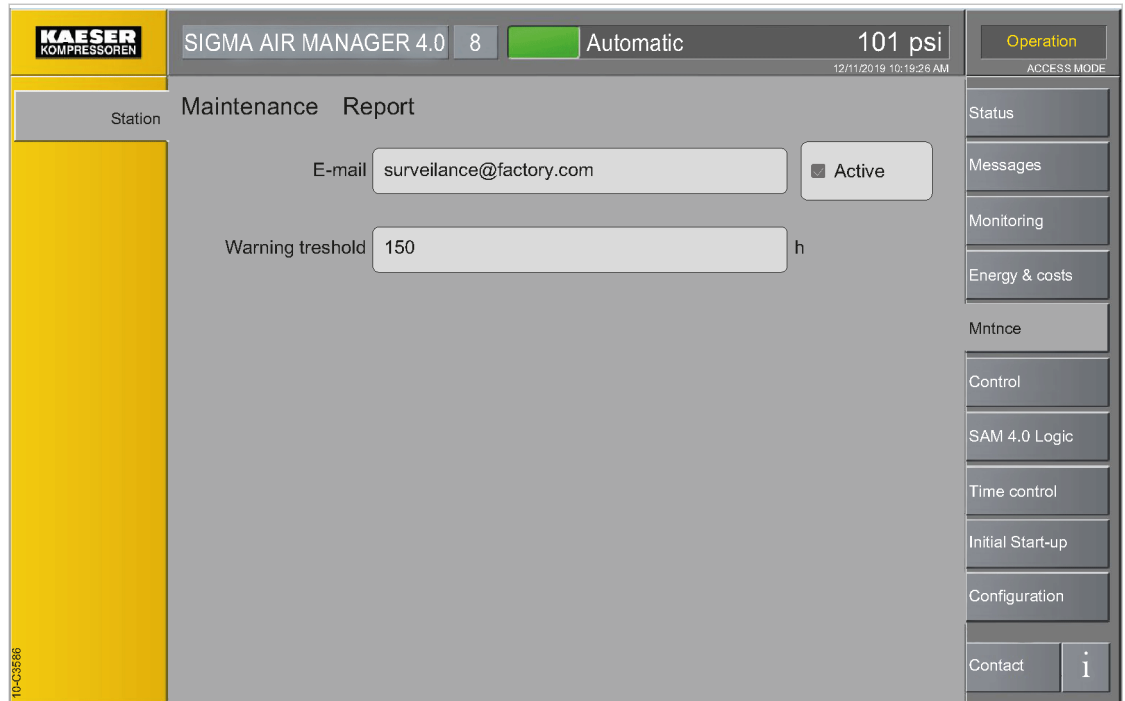 KAESER
KOMPRESSOREN
SIGMA AIR MANAGER 4.0 8 Automatic 101 psi
12/11/2019 10:19:26 AM
Operation
ACCESS MODE
Station
Maintenance Report
E-mail surveilance@factory.com Active
Warning treshold 150 h
Status
Messages
Monitoring
Energy & costs
Mntnce
Control
SAM 4.0 Logic
Time control
Initial Start-up
Configuration
Contact i
10-C3586